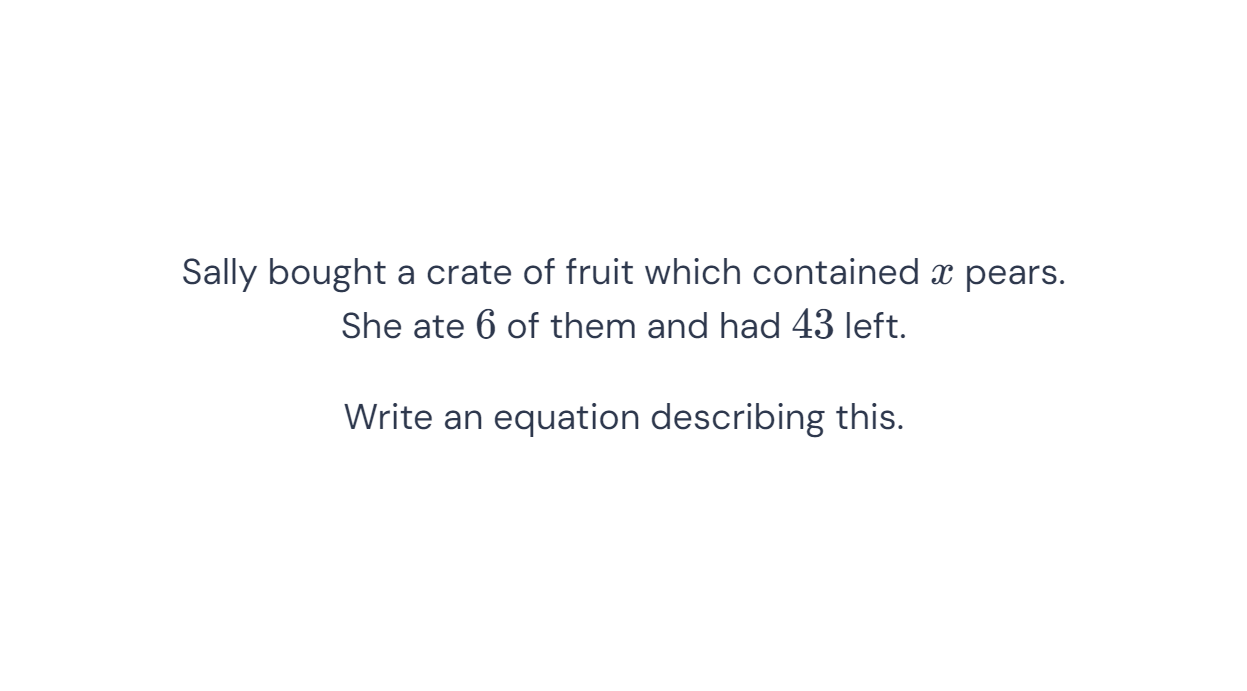 Sally bought a crate of fruit which contained x pears.
She ate 6 of them and had 43 left.
Write an equation describing this.